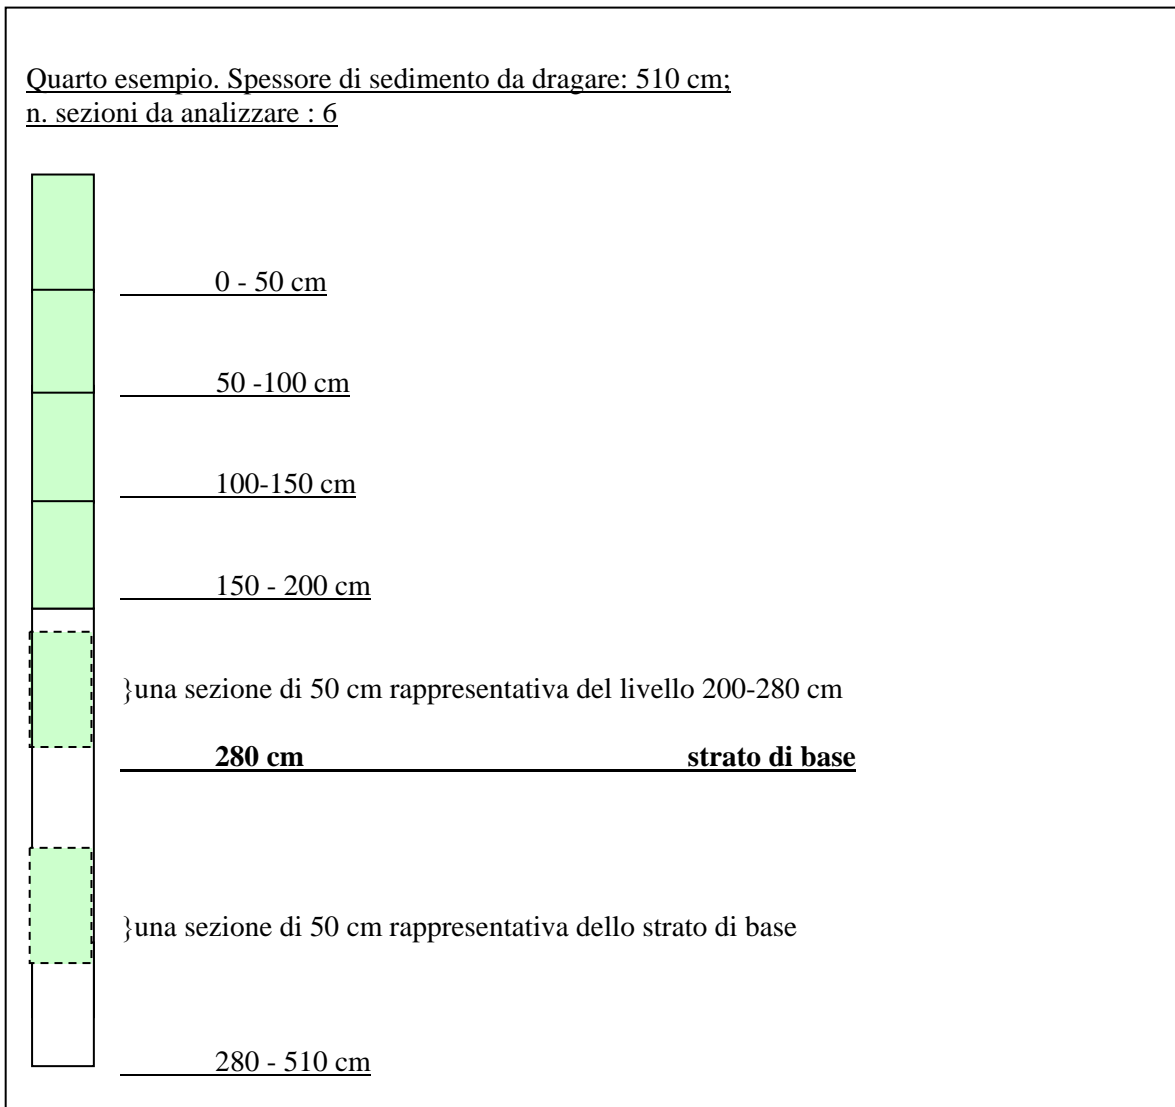 Quarto esempio. Spessore di sedimento da dragare: 510 cm;
n. sezioni da analizzare : 6
0 - 50 cm
50 -100 cm
100-150 cm
150 - 200 cm
}una sezione di 50 cm rappresentativa del livello 200-280 cm
280 cm strato di base
}una sezione di 50 cm rappresentativa dello strato di base
280 - 510 cm